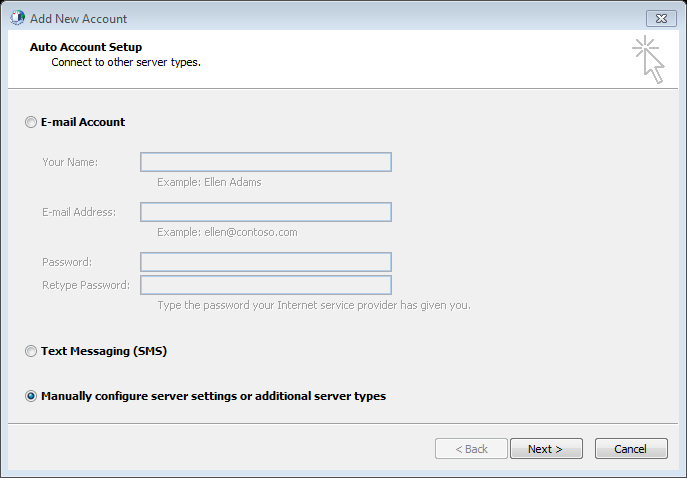 Add New Account
Auto Account Setup
Connect to other server types.
E-mail Account
Your Name:
Example: Ellen Adams
E-mail Address:
Example: ellen@contoso.com
Password:
Retype Password:
Type the password your Internet service provider has given you.
Text Messaging (SMS)
Manually configure server settings or additional server types
< Back Next > Cancel